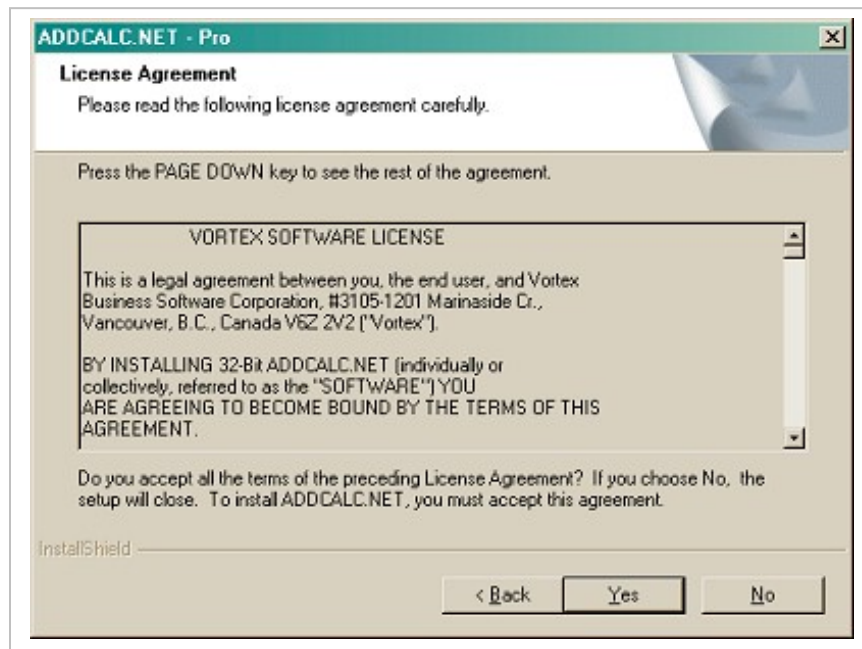 ADDCALC.NET - Pro
License Agreement
Please read the following license agreement carefully.
Press the PAGE DOWN key to see the rest of the agreement.
VORTEX SOFTWARE LICENSE
This is a legal agreement between you, the end user, and Vortex
Business Software Corporation, #3105-1201 Marinaside Cr.,
Vancouver, B.C., Canada V6Z 2V2 ("Vortex").
BY INSTALLING 32-Bit ADDCALC.NET (individually or
collectively, referred to as the "SOFTWARE") YOU
ARE AGREEING TO BECOME BOUND BY THE TERMS OF THIS
AGREEMENT.
Do you accept all the terms of the preceding License Agreement? If you choose No, the
setup will close. To install ADDCALC.NET, you must accept this agreement.
InstallShield
< Back
Yes
No